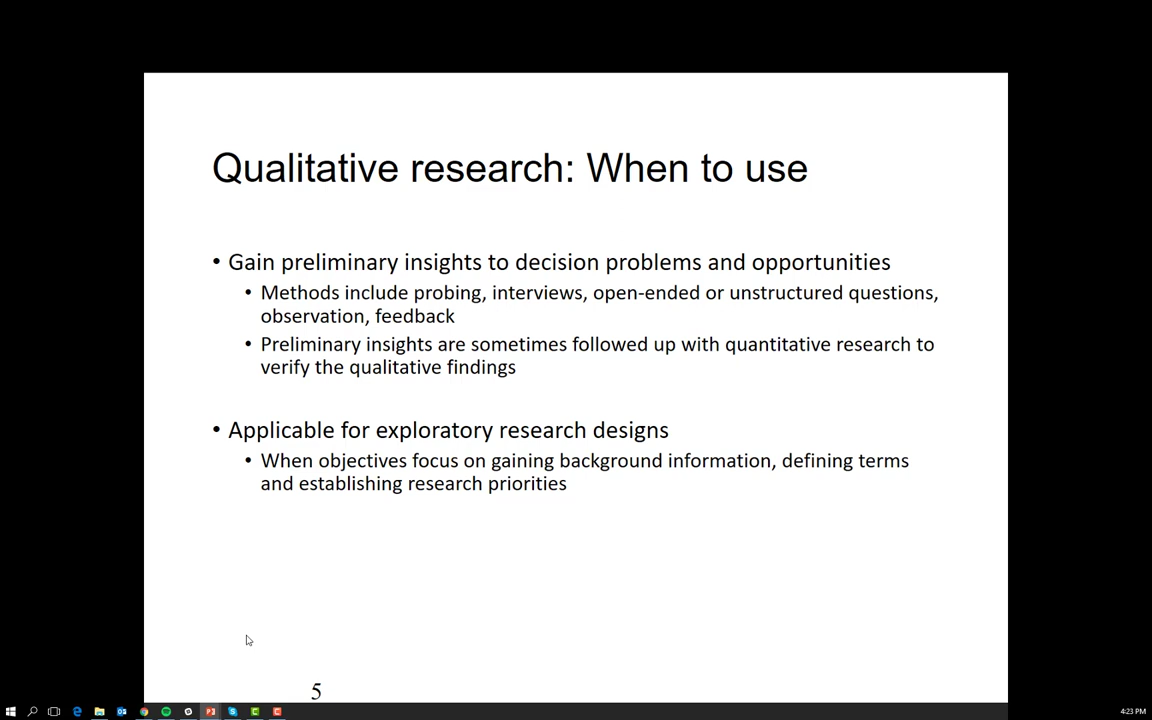 Qualitative research: When to use
• Gain preliminary insights to decision problems and opportunities
• Methods include probing, interviews, open-ended or unstructured questions,
observation, feedback
• Preliminary insights are sometimes followed up with quantitative research to
verify the qualitative findings
• Applicable for exploratory research designs
• When objectives focus on gaining background information, defining terms
and establishing research priorities
5
4:23 PM